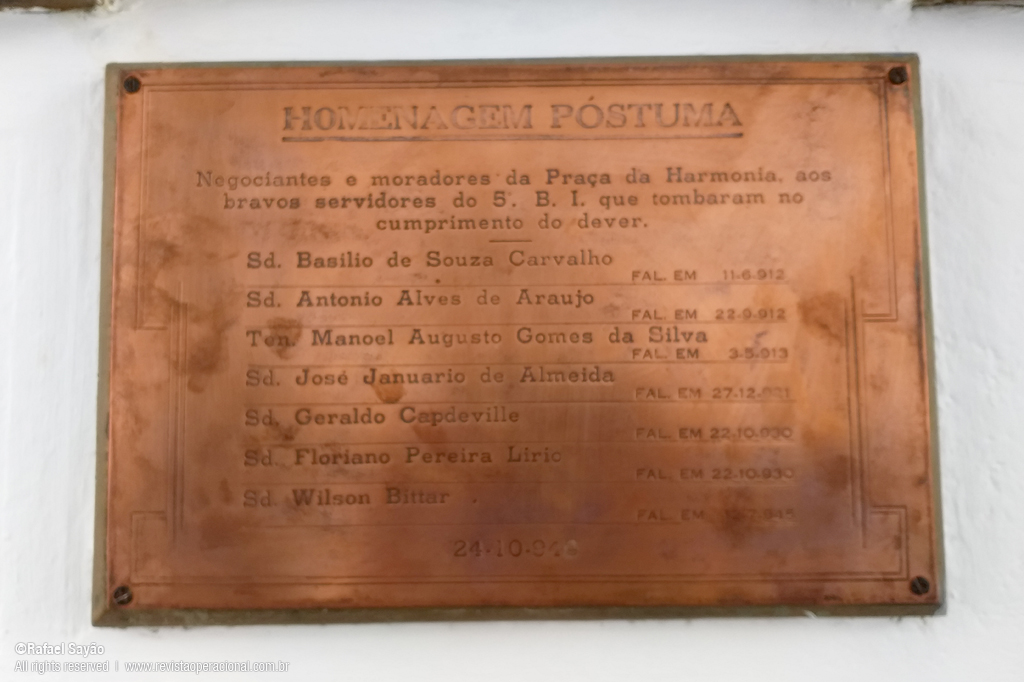 HOMENAGEM PÓSTUMA
Negociantes e moradores da Praça da Harmonia, aos
bravos servidores do 5º. B. I. que tombaram no
cumprimento do dever.
Sd. Basilio de Souza Carvalho
FAL. EM 11-6-912
Sd. Antonio Alves de Araujo
FAL. EM 22-9-912
Ten. Manoel Augusto Gomes da Silva
FAL. EM 3-5-913
Sd. José Januario de Almeida
FAL. EM
Sd. Geraldo Capdeville
FAL. EM 22-10-930
Sd. Floriano Pereira Lirio
FAL. EM 22-10-930
Sd. Wilson Bittar
FAL. EM
©Rafael Sayão
All rights reserved | www.revistaoperacional.com.br